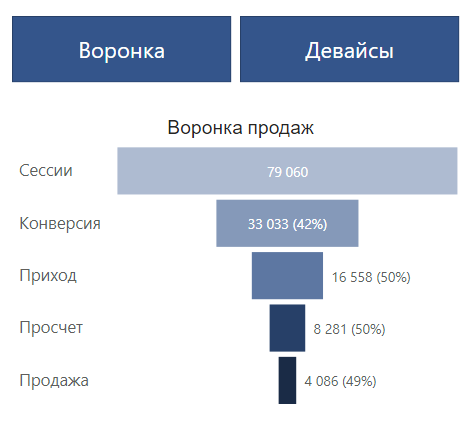 Воронка Девайсы
Воронка продаж
Сессии 79 060
Конверсия 33 033 (42%)
Приход 16 558 (50%)
Просчет 8 281 (50%)
Продажа 4 086 (49%)